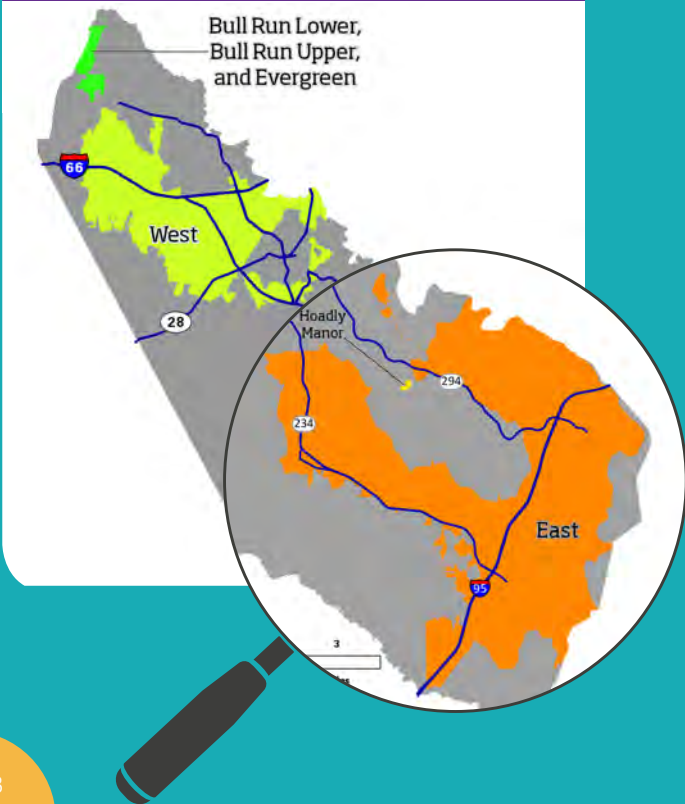 Bull Run Lower,
Bull Run Upper,
and Evergreen
66
West
28
Hoadly
Manor
294
234
East
95
3